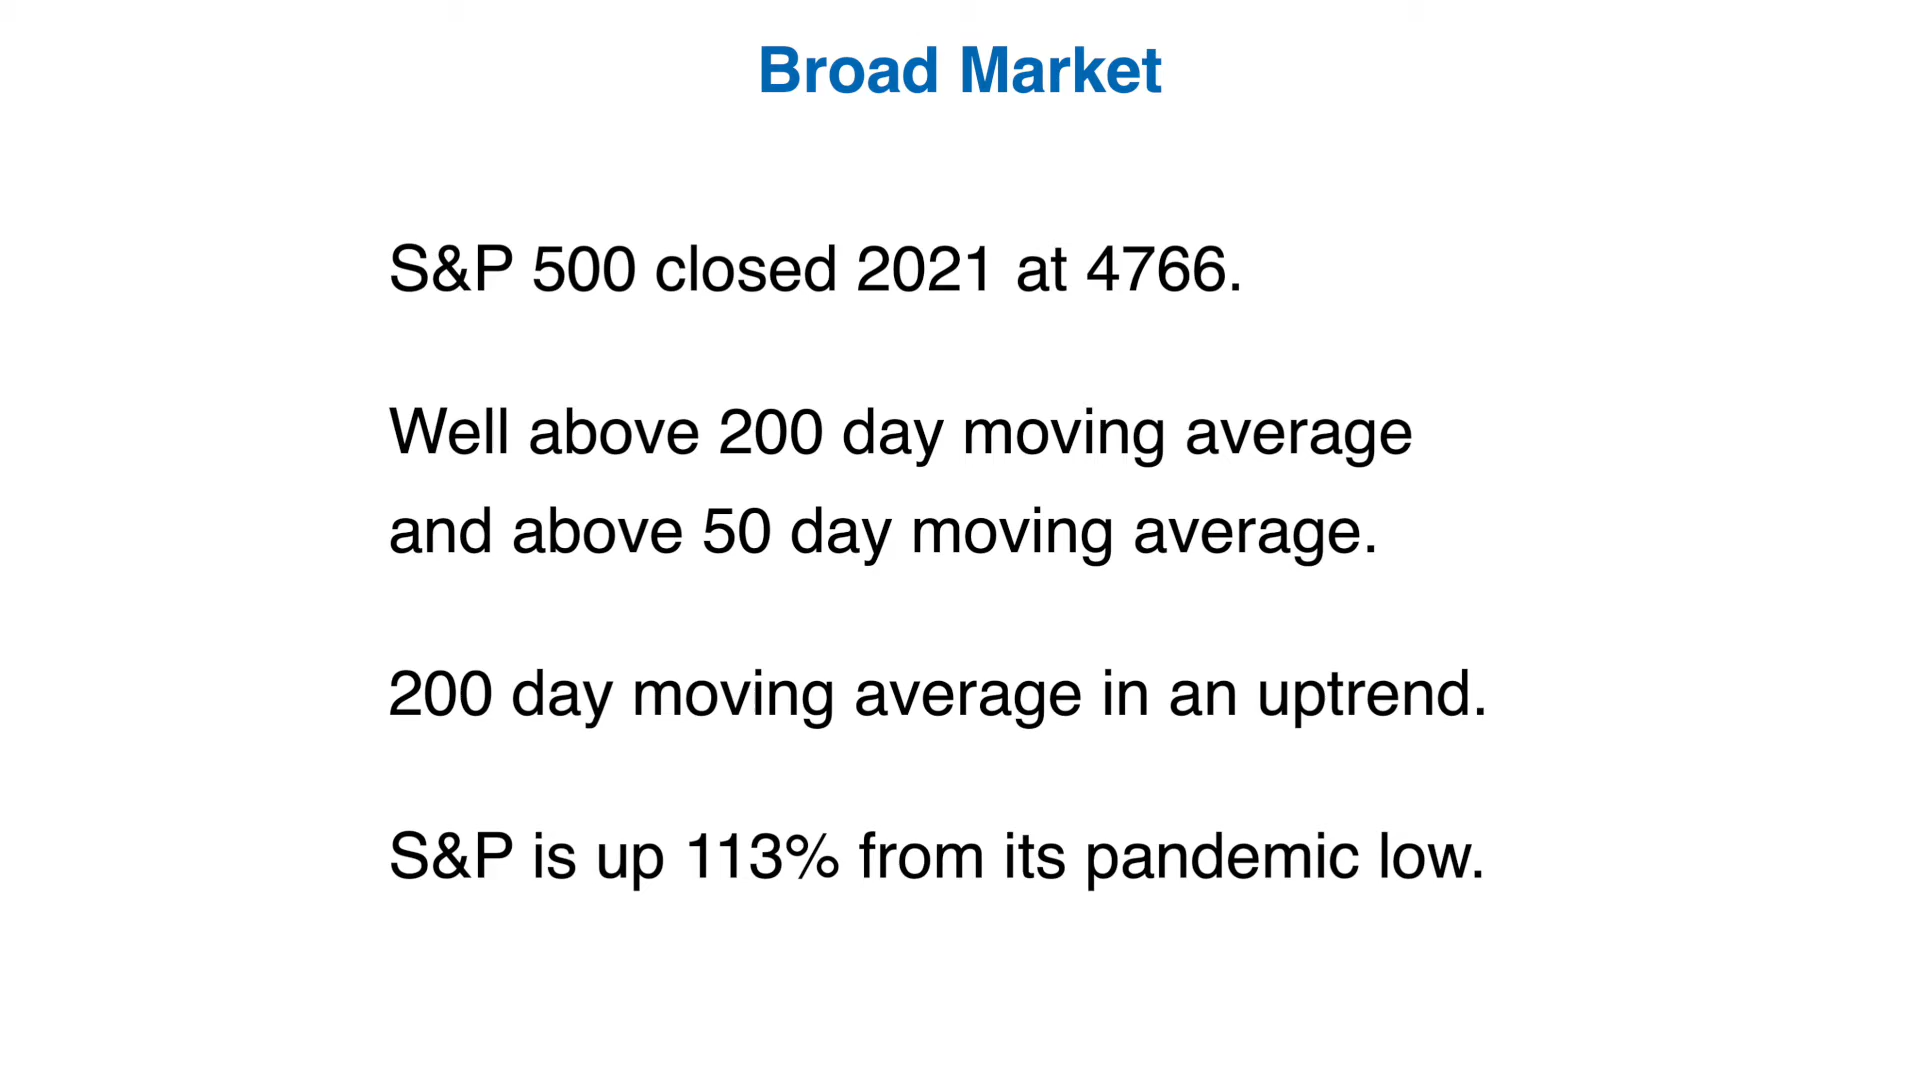 Broad Market
S&P 500 closed 2021 at 4766.
Well above 200 day moving average
and above 50 day moving average.
200 day moving average in an uptrend.
S&P is up 113% from its pandemic low.